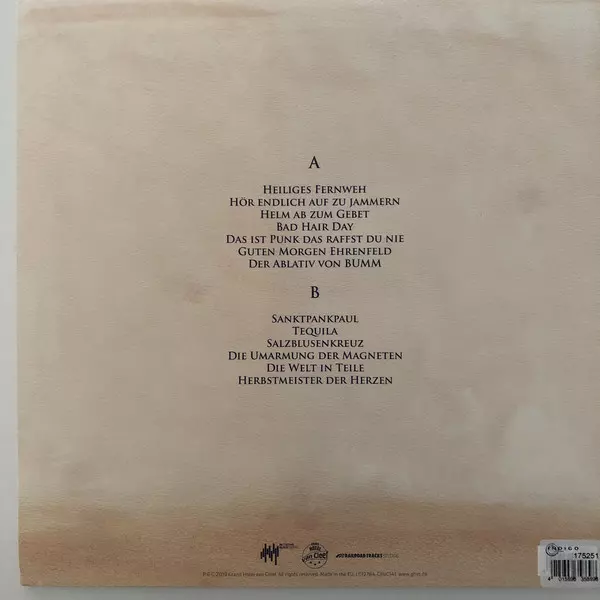 A
Heiliges Fernweh
Hör endlich auf zu jammern
Helm ab zum Gebet
Bad Hair Day
Das ist Punk das raffst du nie
Guten Morgen Ehrenfeld
Der Ablativ von BUMM
B
Sanktpankpaul
Tequila
Salzblusenkreuz
Die Umarmung der Magneten
Die Welt in Teile
Herbstmeister der Herzen
INDIGO
175251